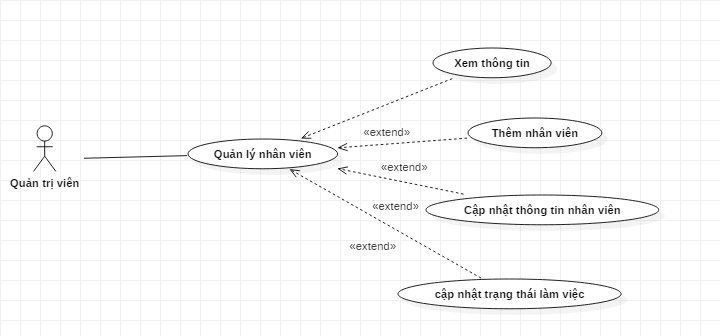 Xem thông tin
«extend»
Thêm nhân viên
Quản lý nhân viên
«extend»
Quản trị viên
«extend»
Cập nhật thông tin nhân viên
«extend»
cập nhật trạng thái làm việc